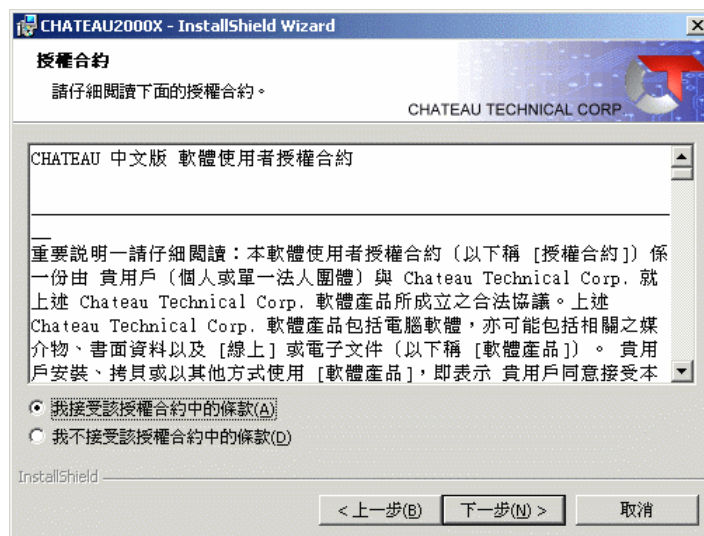 CHATEAU2000X - InstallShield Wizard
授權合約
請仔細閱讀下面的授權合約。
CHATEAU TECHNICAL CORP.
CHATEAU 中文版 軟體使用者授權合約
重要說明一請仔細閱讀：本軟體使用者授權合約（以下稱 [授權合約]）係
一份由 貴用戶（個人或單一法人團體）與 Chateau Technical Corp. 就
上述 Chateau Technical Corp. 軟體產品所成立之合法協議。上述
Chateau Technical Corp. 軟體產品包括電腦軟體，亦可能包括相關之媒
介物、書面資料以及 [線上] 或電子文件（以下稱 [軟體產品]）。 貴用
戶安裝、拷貝或以其他方式使用 [軟體產品]，即表示 貴用戶同意接受本
我接受該授權合約中的條款(A)
我不接受該授權合約中的條款(D)
InstallShield
< 上一步(B)
下一步(N) >
取消